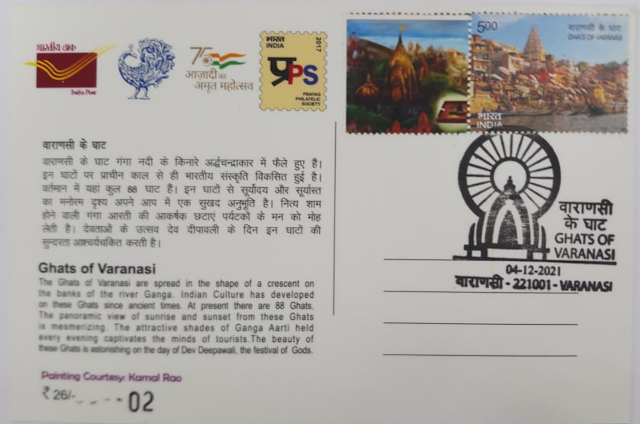 भारतीय डाक
India Post
75
आज़ादी का
अमृत महोत्सव
भारत
INDIA
2017
प्रPS
PRAYAG
PHILATELIC
SOCIETY
5.00
वाराणसी के घाट
GHATS OF VARANASI
भारत
INDIA
वाराणसी के घाट
वाराणसी के घाट गंगा नदी के किनारे अर्द्धचन्द्राकार में फैले हुए हैं।
इन घाटों पर प्राचीन काल से ही भारतीय संस्कृति विकसित हुई है।
वर्तमान में यहां कुल 88 घाट हैं। इन घाटों से सूर्योदय और सूर्यास्त
का मनोरम दृश्य अपने आप में एक सुखद अनुभूति है। नित्य शाम
होने वाली गंगा आरती की आकर्षक छटाएं पर्यटकों के मन को मोह
लेती है। देवताओं के उत्सव देव दीपावली के दिन इन घाटों की
सुन्दरता आश्चर्यचकित करती है।
Ghats of Varanasi
The Ghats of Varanasi are spread in the shape of a crescent on
the banks of the river Ganga. Indian Culture has developed
on these Ghats since ancient times. At present there are 88 Ghats.
The panoramic view of sunrise and sunset from these Ghats
is mesmerizing. The attractive shades of Ganga Aarti held
every evening captivates the minds of tourists.The beauty of
these Ghats is astonishing on the day of Dev Deepawali, the festival of Gods.
Painting Courtesy: Kamal Rao
₹ 26/-
02
वाराणसी
के घाट
GHATS OF
VARANASI
04-12-2021
वाराणसी - 221001 - VARANASI